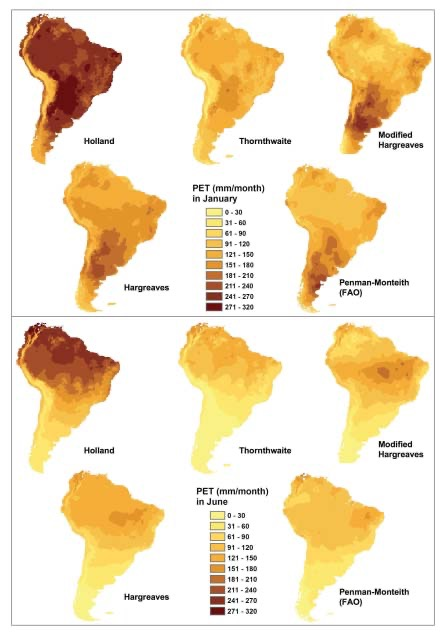 Holland
Thornthwaite
Modified
Hargreaves
PET (mm/month)
in January
0 - 30
31 - 60
61 - 90
91 - 120
121 - 150
151 - 180
181 - 210
211 - 240
241 - 270
271 - 320
Hargreaves
Penman-Monteith
(FAO)
Holland
Thornthwaite
Modified
Hargreaves
PET (mm/month)
in June
0 - 30
31 - 60
61 - 90
91 - 120
121 - 150
151 - 180
181 - 210
211 - 240
241 - 270
271 - 320
Hargreaves
Penman-Monteith
(FAO)